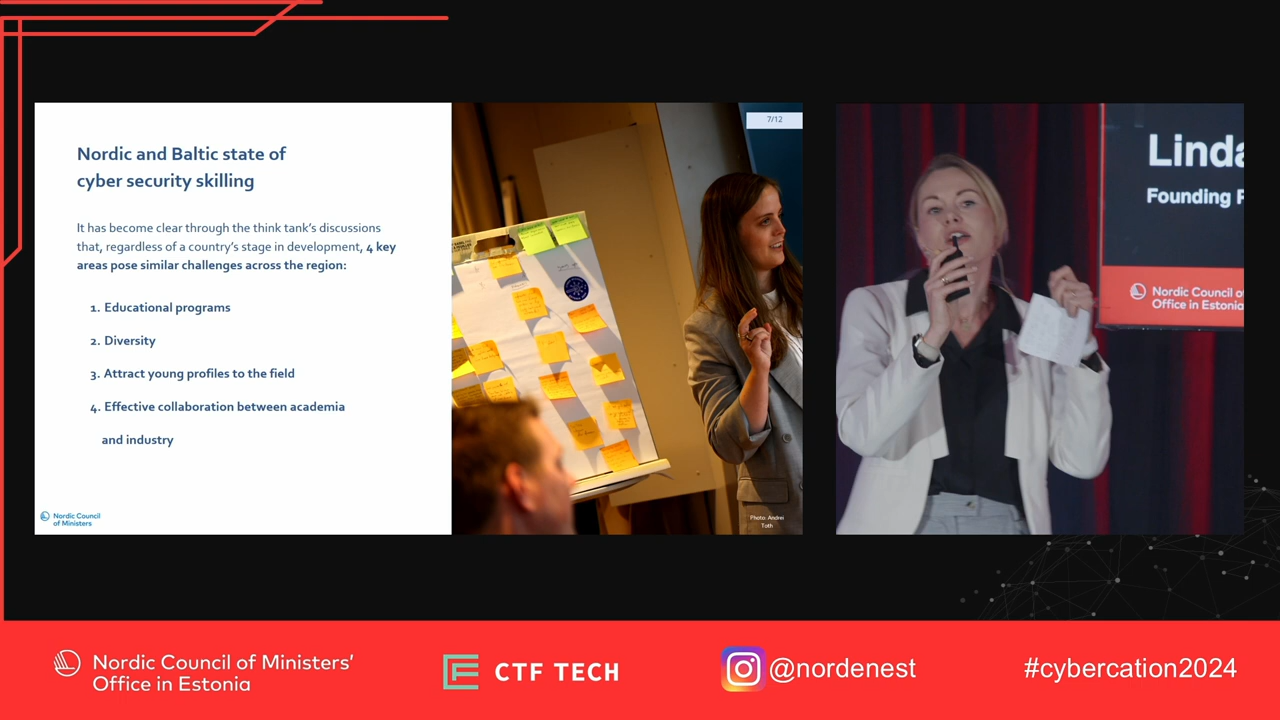 Nordic and Baltic state of
cyber security skilling
It has become clear through the think tank's discussions
that, regardless of a country's stage in development, 4 key
areas pose similar challenges across the region:
1. Educational programs
2. Diversity
3. Attract young profiles to the field
4. Effective collaboration between academia
and industry
Nordic Council
of Ministers
7/12
Photo: Andrei
Toth
Linda
Founding
Nordic Council
Office in Estonia
Nordic Council of Ministers'
Office in Estonia
CTF TECH
@nordenest
#cybercation2024